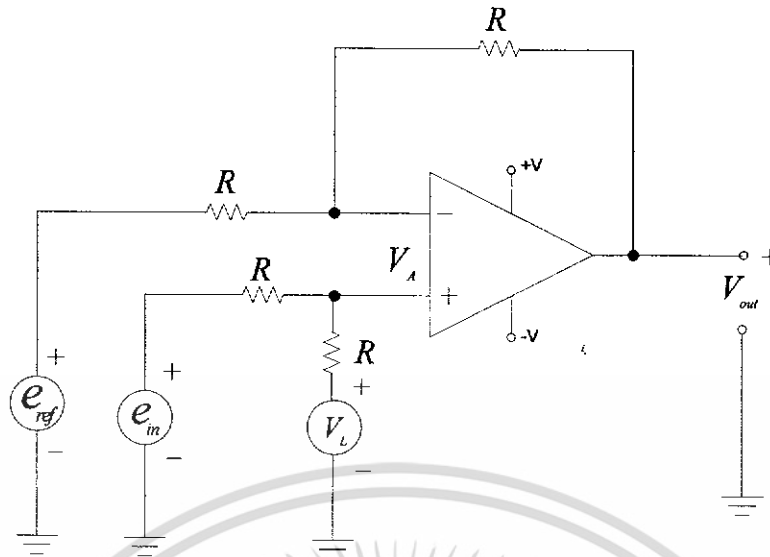 R
+V
R
−
V_A
R
+
+
V_out
-V
R
+
e_ref
−
+
e_in
−
+
V_L
−